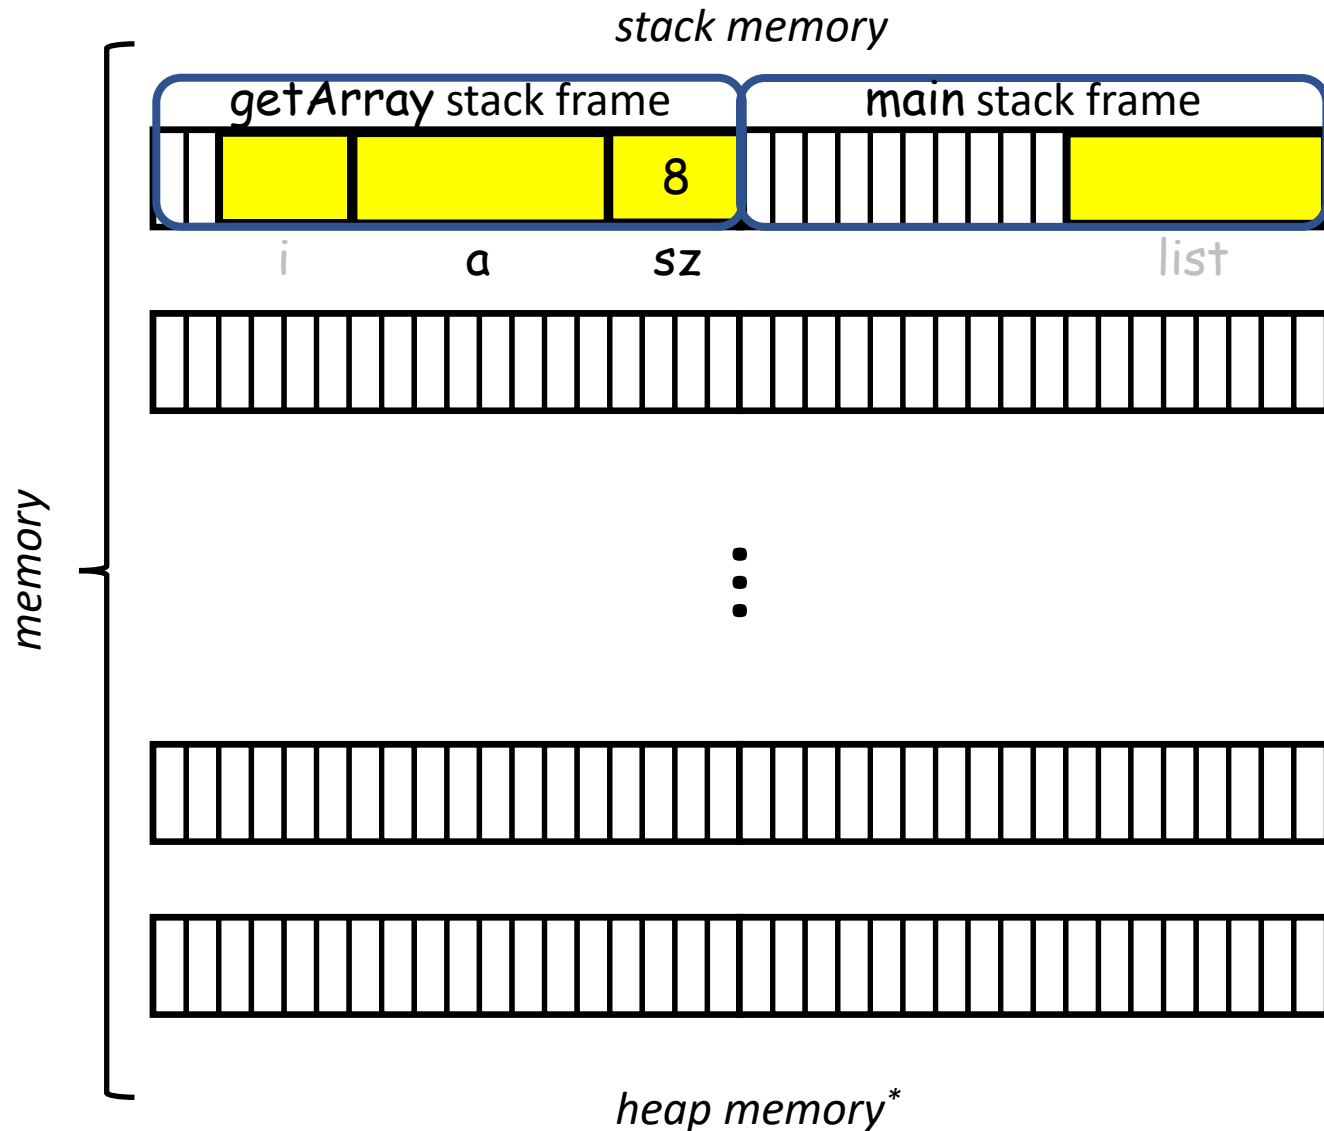 stack memory
getArray stack frame main stack frame
8
i a sz list
memory
heap memory*